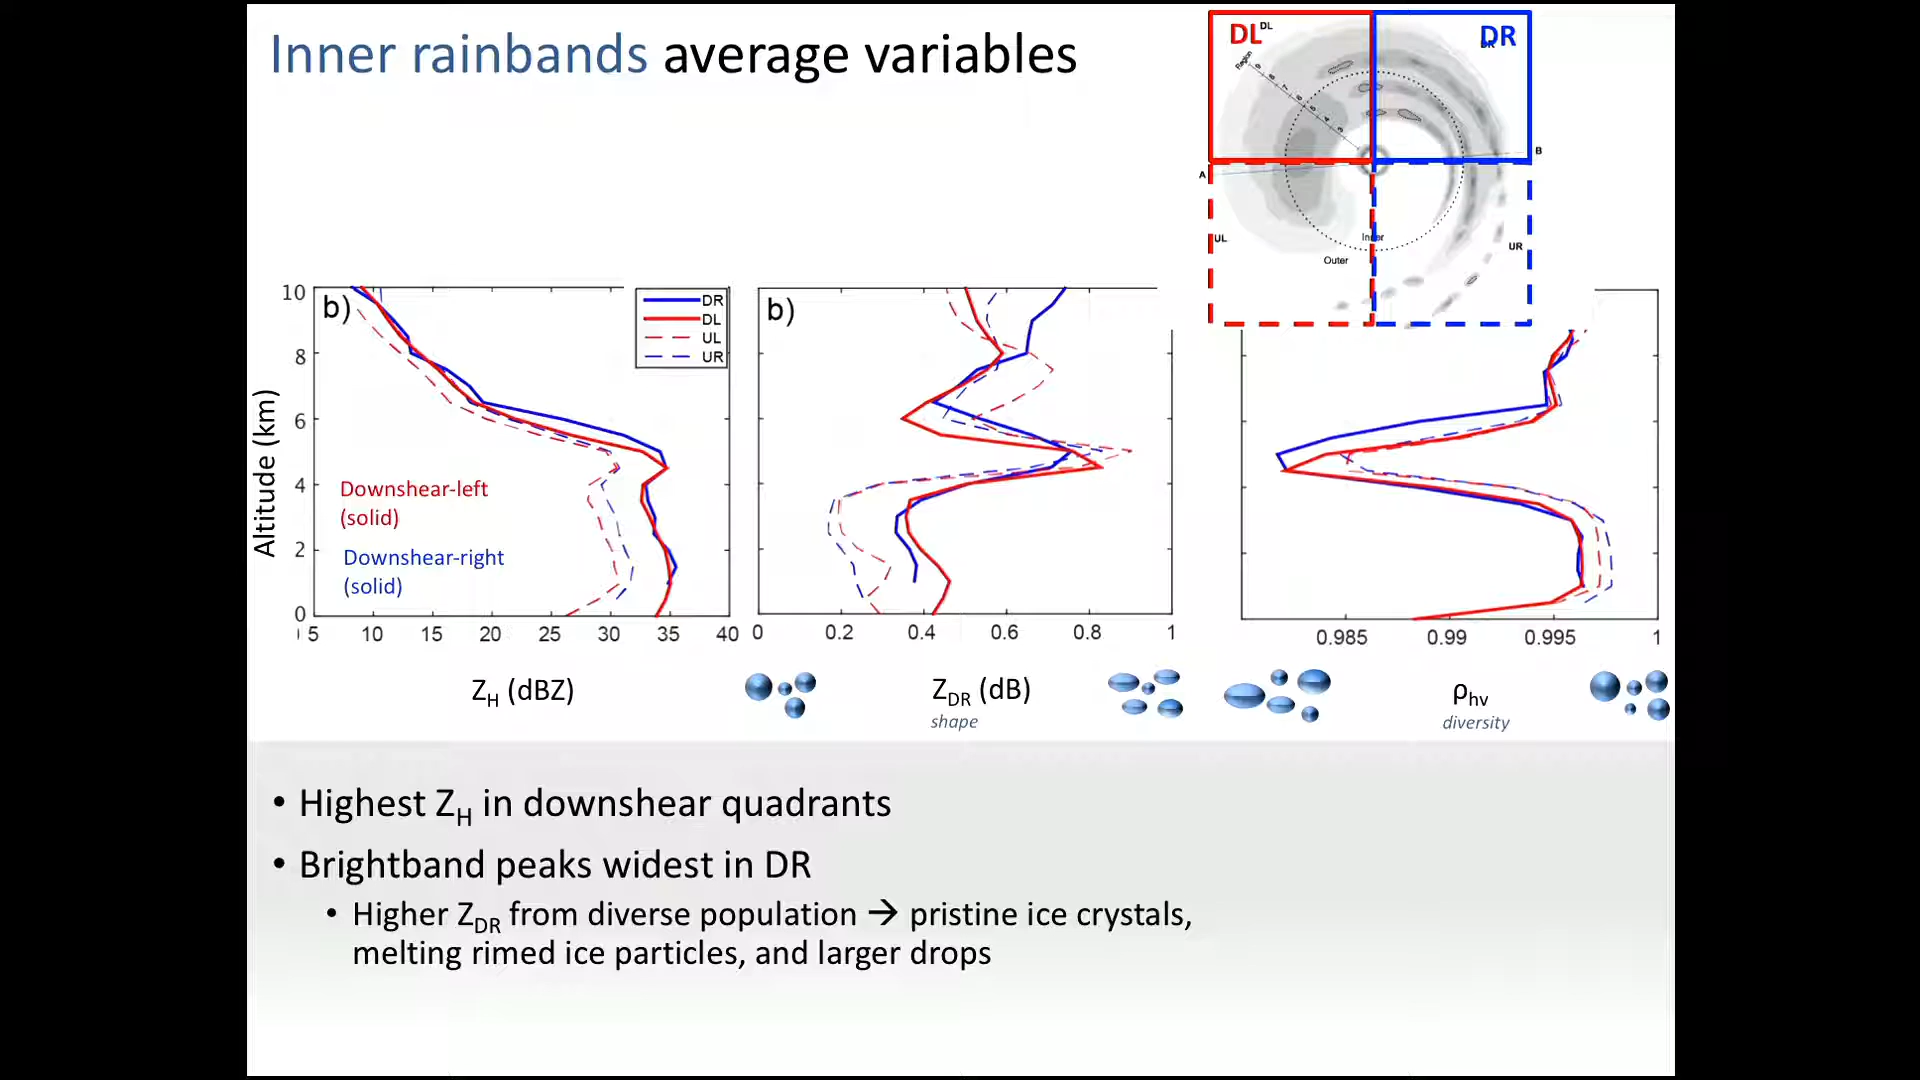 Inner rainbands average variables
DL
DL
DR
DR
Region
A
B
UL
UR
Inner
Outer
b)
DR
DL
UL
UR
b)
Altitude (km)
10
8
6
4
2
0
Downshear-left
(solid)
Downshear-right
(solid)
5 10 15 20 25 30 35 40
0 0.2 0.4 0.6 0.8 1
0.985 0.99 0.995 1
ZH (dBZ)
ZDR (dB)
shape
ρhv
diversity
• Highest ZH in downshear quadrants
• Brightband peaks widest in DR
• Higher ZDR from diverse population → pristine ice crystals,
melting rimed ice particles, and larger drops